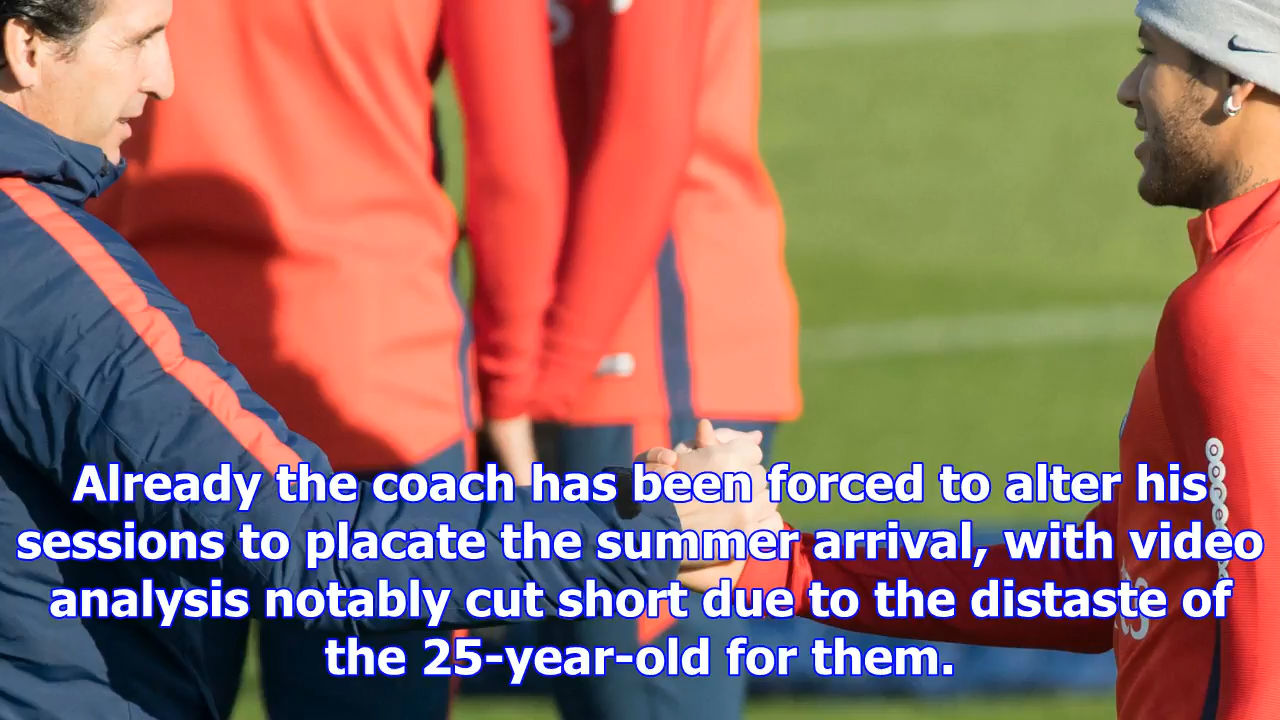 Already the coach has been forced to alter his
sessions to placate the summer arrival, with video
analysis notably cut short due to the distaste of
the 25-year-old for them.